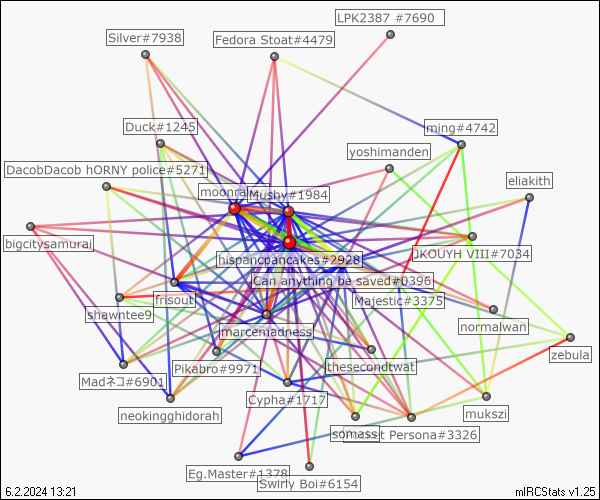 LPK2387 #7690
Silver#7938
Fedora Stoat#4479
Duck#1245
ming#4742
yoshimanden
DacobDacob hORNY police#5271
eliakith
Mushy#1984
bigcitysamurai
JKOUYH VIII#7034
hispancpancakes#2928
Can anything be saved#0396
frisout
Majestic#3375
shawntee9
normalwan
marcemadness
zebula
Pikabro#9971
thesecondtwat
Madネコ#6901
Cypha#1717
mukszi
neokingghidorah
somass
Persona#3326
Eg.Master#1378
Swirly Boi#6154
6.2.2024 13:21
mIRCStats v1.25